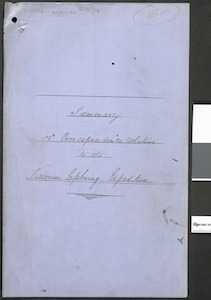 Summary
of Correspondence relative
to the
Victorian Exploring Expedition